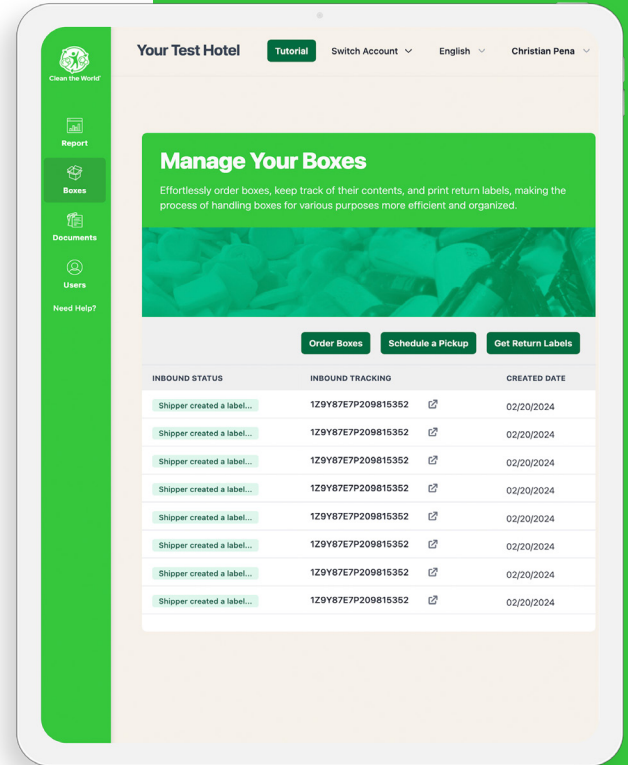 Clean the World
Your Test Hotel
Tutorial
Switch Account
English
Christian Pena
Report
Boxes
Documents
Users
Need Help?
Manage Your Boxes
Effortlessly order boxes, keep track of their contents, and print return labels, making the
process of handling boxes for various purposes more efficient and organized.
Order Boxes
Schedule a Pickup
Get Return Labels
INBOUND STATUS INBOUND TRACKING CREATED DATE
Shipper created a label... 1Z9Y87E7P209815352 02/20/2024
Shipper created a label... 1Z9Y87E7P209815352 02/20/2024
Shipper created a label... 1Z9Y87E7P209815352 02/20/2024
Shipper created a label... 1Z9Y87E7P209815352 02/20/2024
Shipper created a label... 1Z9Y87E7P209815352 02/20/2024
Shipper created a label... 1Z9Y87E7P209815352 02/20/2024
Shipper created a label... 1Z9Y87E7P209815352 02/20/2024
Shipper created a label... 1Z9Y87E7P209815352 02/20/2024